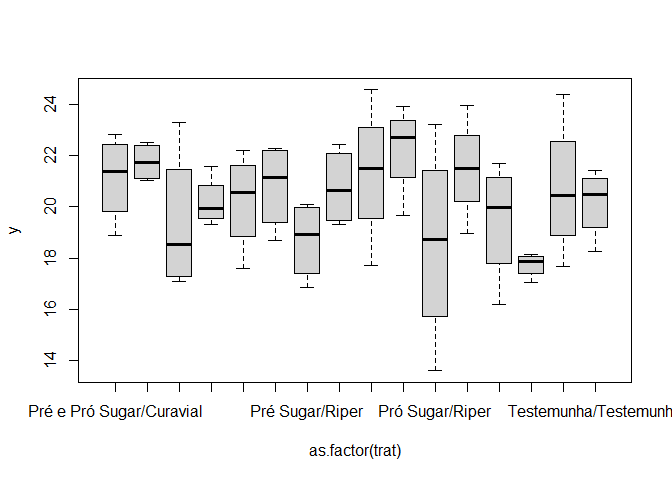 24
22
20
18
16
14
y
Pré e Pró Sugar/Curavial Pré Sugar/Riper Pró Sugar/Riper Testemunha/Testemunh
as.factor(trat)